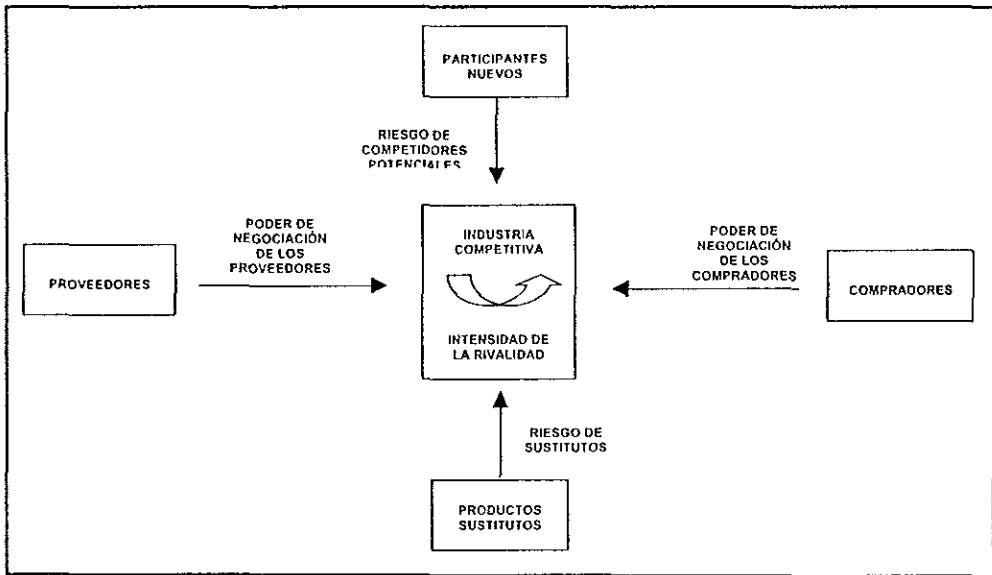 PARTICIPANTES
NUEVOS
RIESGO DE
COMPETIDORES
POTENCIALES
PODER DE
NEGOCIACIÓN
DE LOS
PROVEEDORES
PROVEEDORES
INDUSTRIA
COMPETITIVA
INTENSIDAD DE
LA RIVALIDAD
PODER DE
NEGOCIACIÓN
DE LOS
COMPRADORES
COMPRADORES
RIESGO DE
SUSTITUTOS
PRODUCTOS
SUSTITUTOS